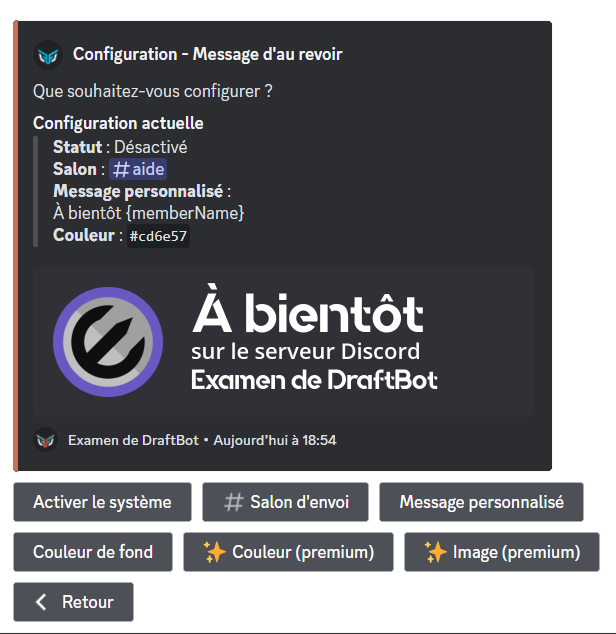 Configuration - Message d'au revoir
Que souhaitez-vous configurer ?
Configuration actuelle
Statut : Désactivé
Salon : #aide
Message personnalisé :
À bientôt {memberName}
Couleur : #cd6e57
À bientôt
sur le serveur Discord
Examen de DraftBot
Examen de DraftBot • Aujourd'hui à 18:54
Activer le système # Salon d'envoi Message personnalisé
Couleur de fond ✨ Couleur (premium) ✨ Image (premium)
Retour